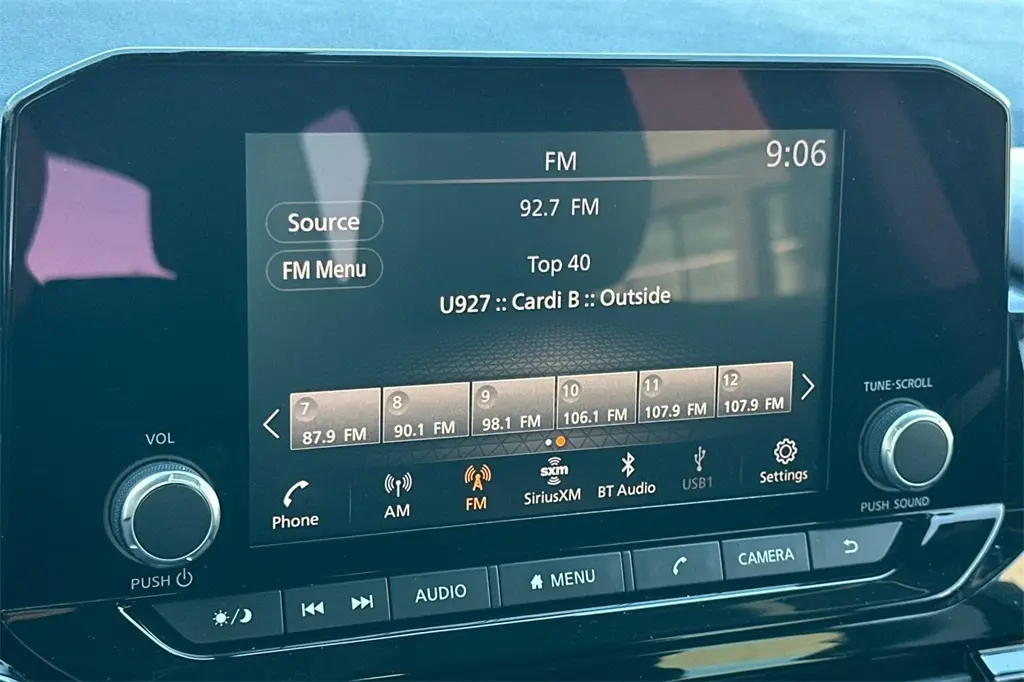 FM
9:06
Source
92.7 FM
FM Menu
Top 40
U927 :: Cardi B :: Outside
7
87.9 FM
8
90.1 FM
9
98.1 FM
10
106.1 FM
11
107.9 FM
12
107.9 FM
TUNE·SCROLL
VOL
Phone
AM
FM
sxm
SiriusXM
BT Audio
USB1
Settings
PUSH SOUND
PUSH
AUDIO
MENU
CAMERA